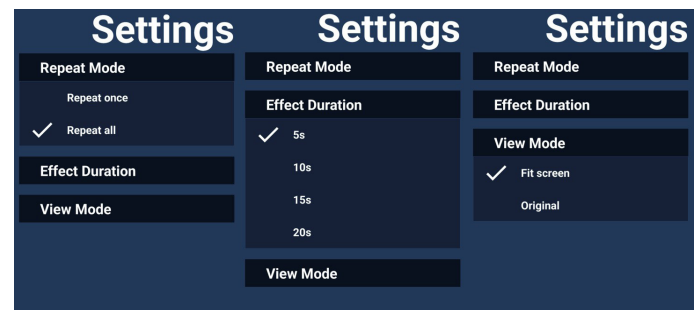 Settings
Repeat Mode
Repeat once
Repeat all
Effect Duration
View Mode
Settings
Repeat Mode
Effect Duration
5s
10s
15s
20s
View Mode
Settings
Repeat Mode
Effect Duration
View Mode
Fit screen
Original